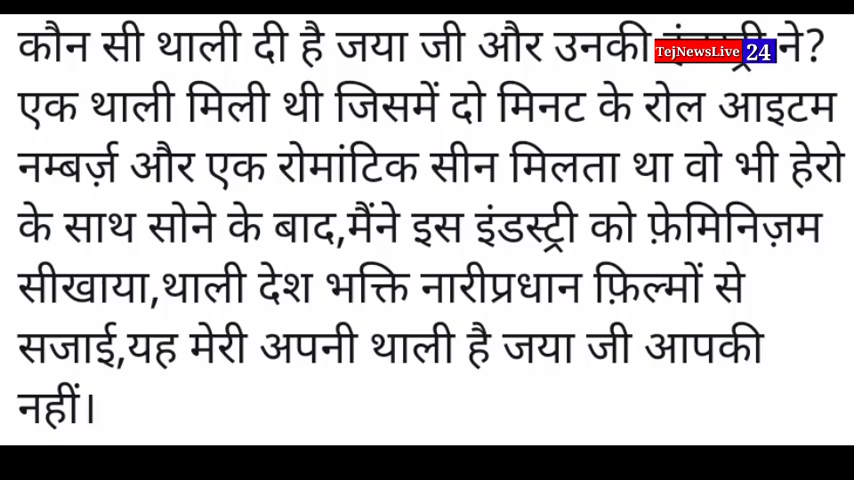 कौन सी थाली दी है जया जी और उनकी ने?
TejNewsLive 24
एक थाली मिली थी जिसमें दो मिनट के रोल आइटम
नम्बर्ज़ और एक रोमांटिक सीन मिलता था वो भी हेरो
के साथ सोने के बाद,मैंने इस इंडस्ट्री को फ़ेमिनिज़म
सीखाया,थाली देश भक्ति नारीप्रधान फ़िल्मों से
सजाई,यह मेरी अपनी थाली है जया जी आपकी
नहीं।